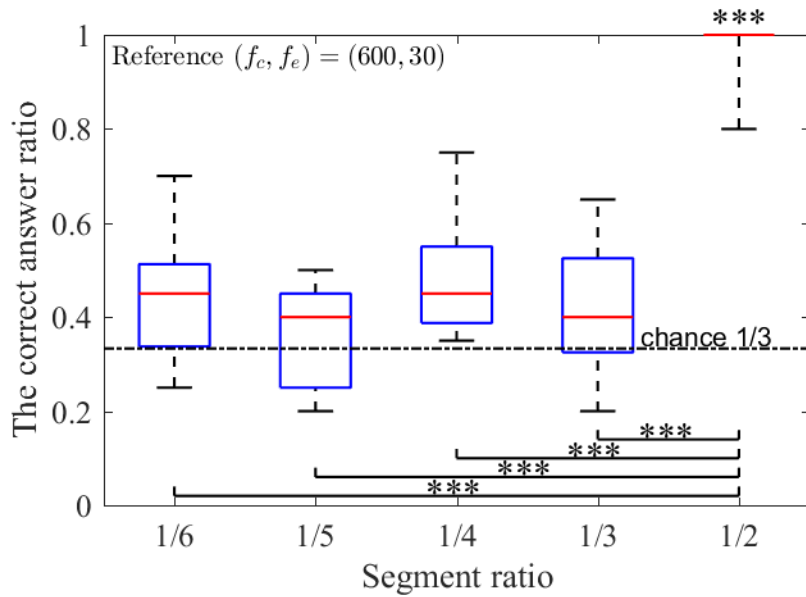 ***
1
Reference (f_c, f_e) = (600, 30)
0.8
0.6
0.4
chance 1/3
0.2
***
***
***
***
0
1/6 1/5 1/4 1/3 1/2
Segment ratio
The correct answer ratio